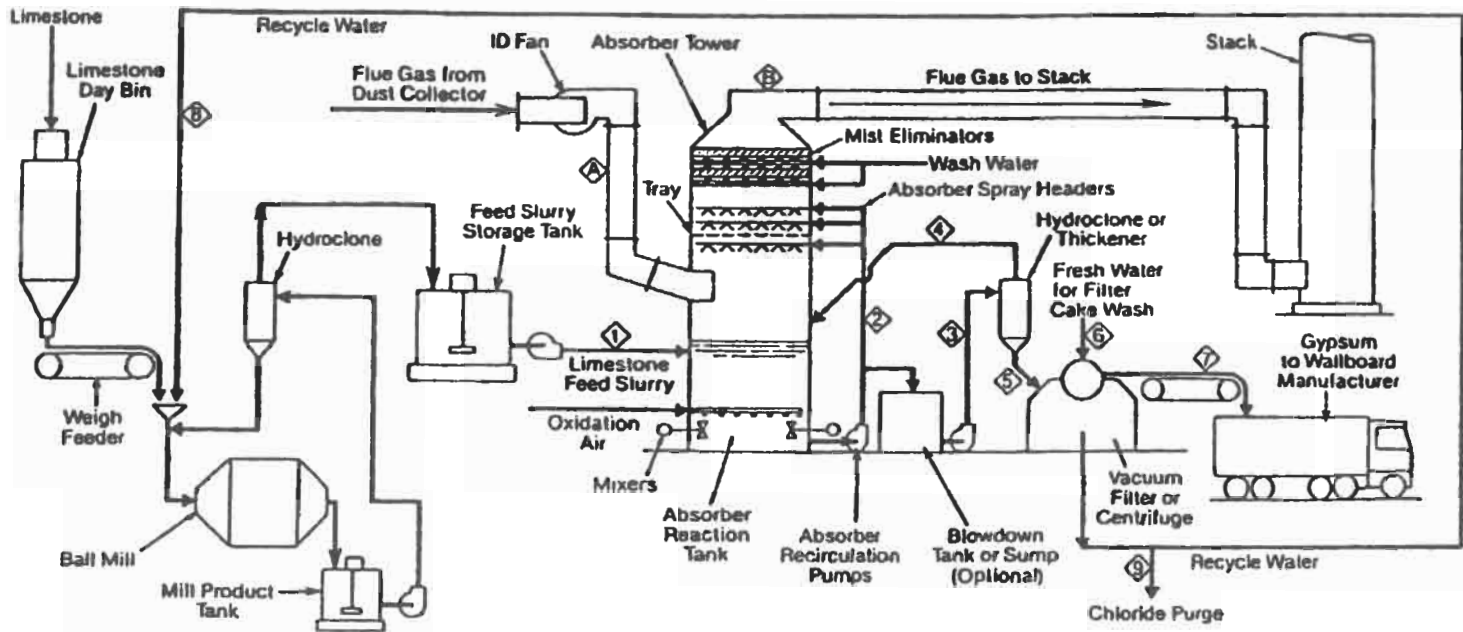 Limestone
Recycle Water
ID Fan
Absorber Tower
Stack
Limestone
Day Bin
Flue Gas from
Dust Collector
B
Flue Gas to Stack
8
Mist Eliminators
Wash Water
A
Tray
Absorber Spray Headers
Feed Slurry
Storage Tank
Hydroclone
4
Hydroclone or
Thickener
Fresh Water
for Filter
Cake Wash
1
2
3
6
Limestone
Feed Slurry
5
7
Gypsum
to Wallboard
Manufacturer
Weigh
Feeder
Oxidation
Air
Mixers
Vacuum
Filter or
Centrifuge
Absorber
Reaction
Tank
Absorber
Recirculation
Pumps
Blowdown
Tank or Sump
(Optional)
Ball Mill
Recycle Water
9
Mill Product
Tank
Chloride Purge